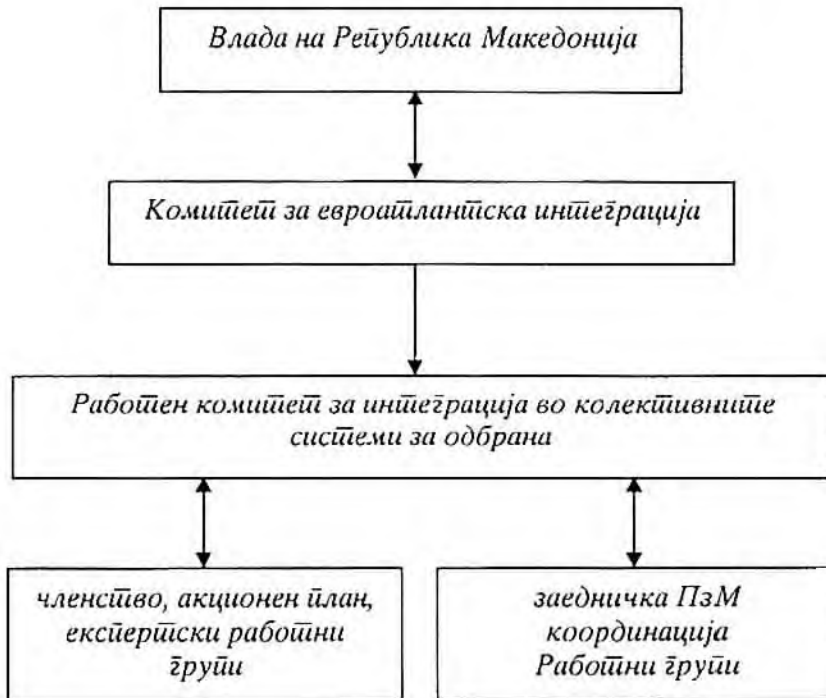 Влада на Република Македонија
Комитет за евроатлантска интеграција
Работен комитет за интеграција во колективните
системи за одбрана
членство, акционен план,
експертски работни
групи
заедничка ПзМ
координација
Работни групи